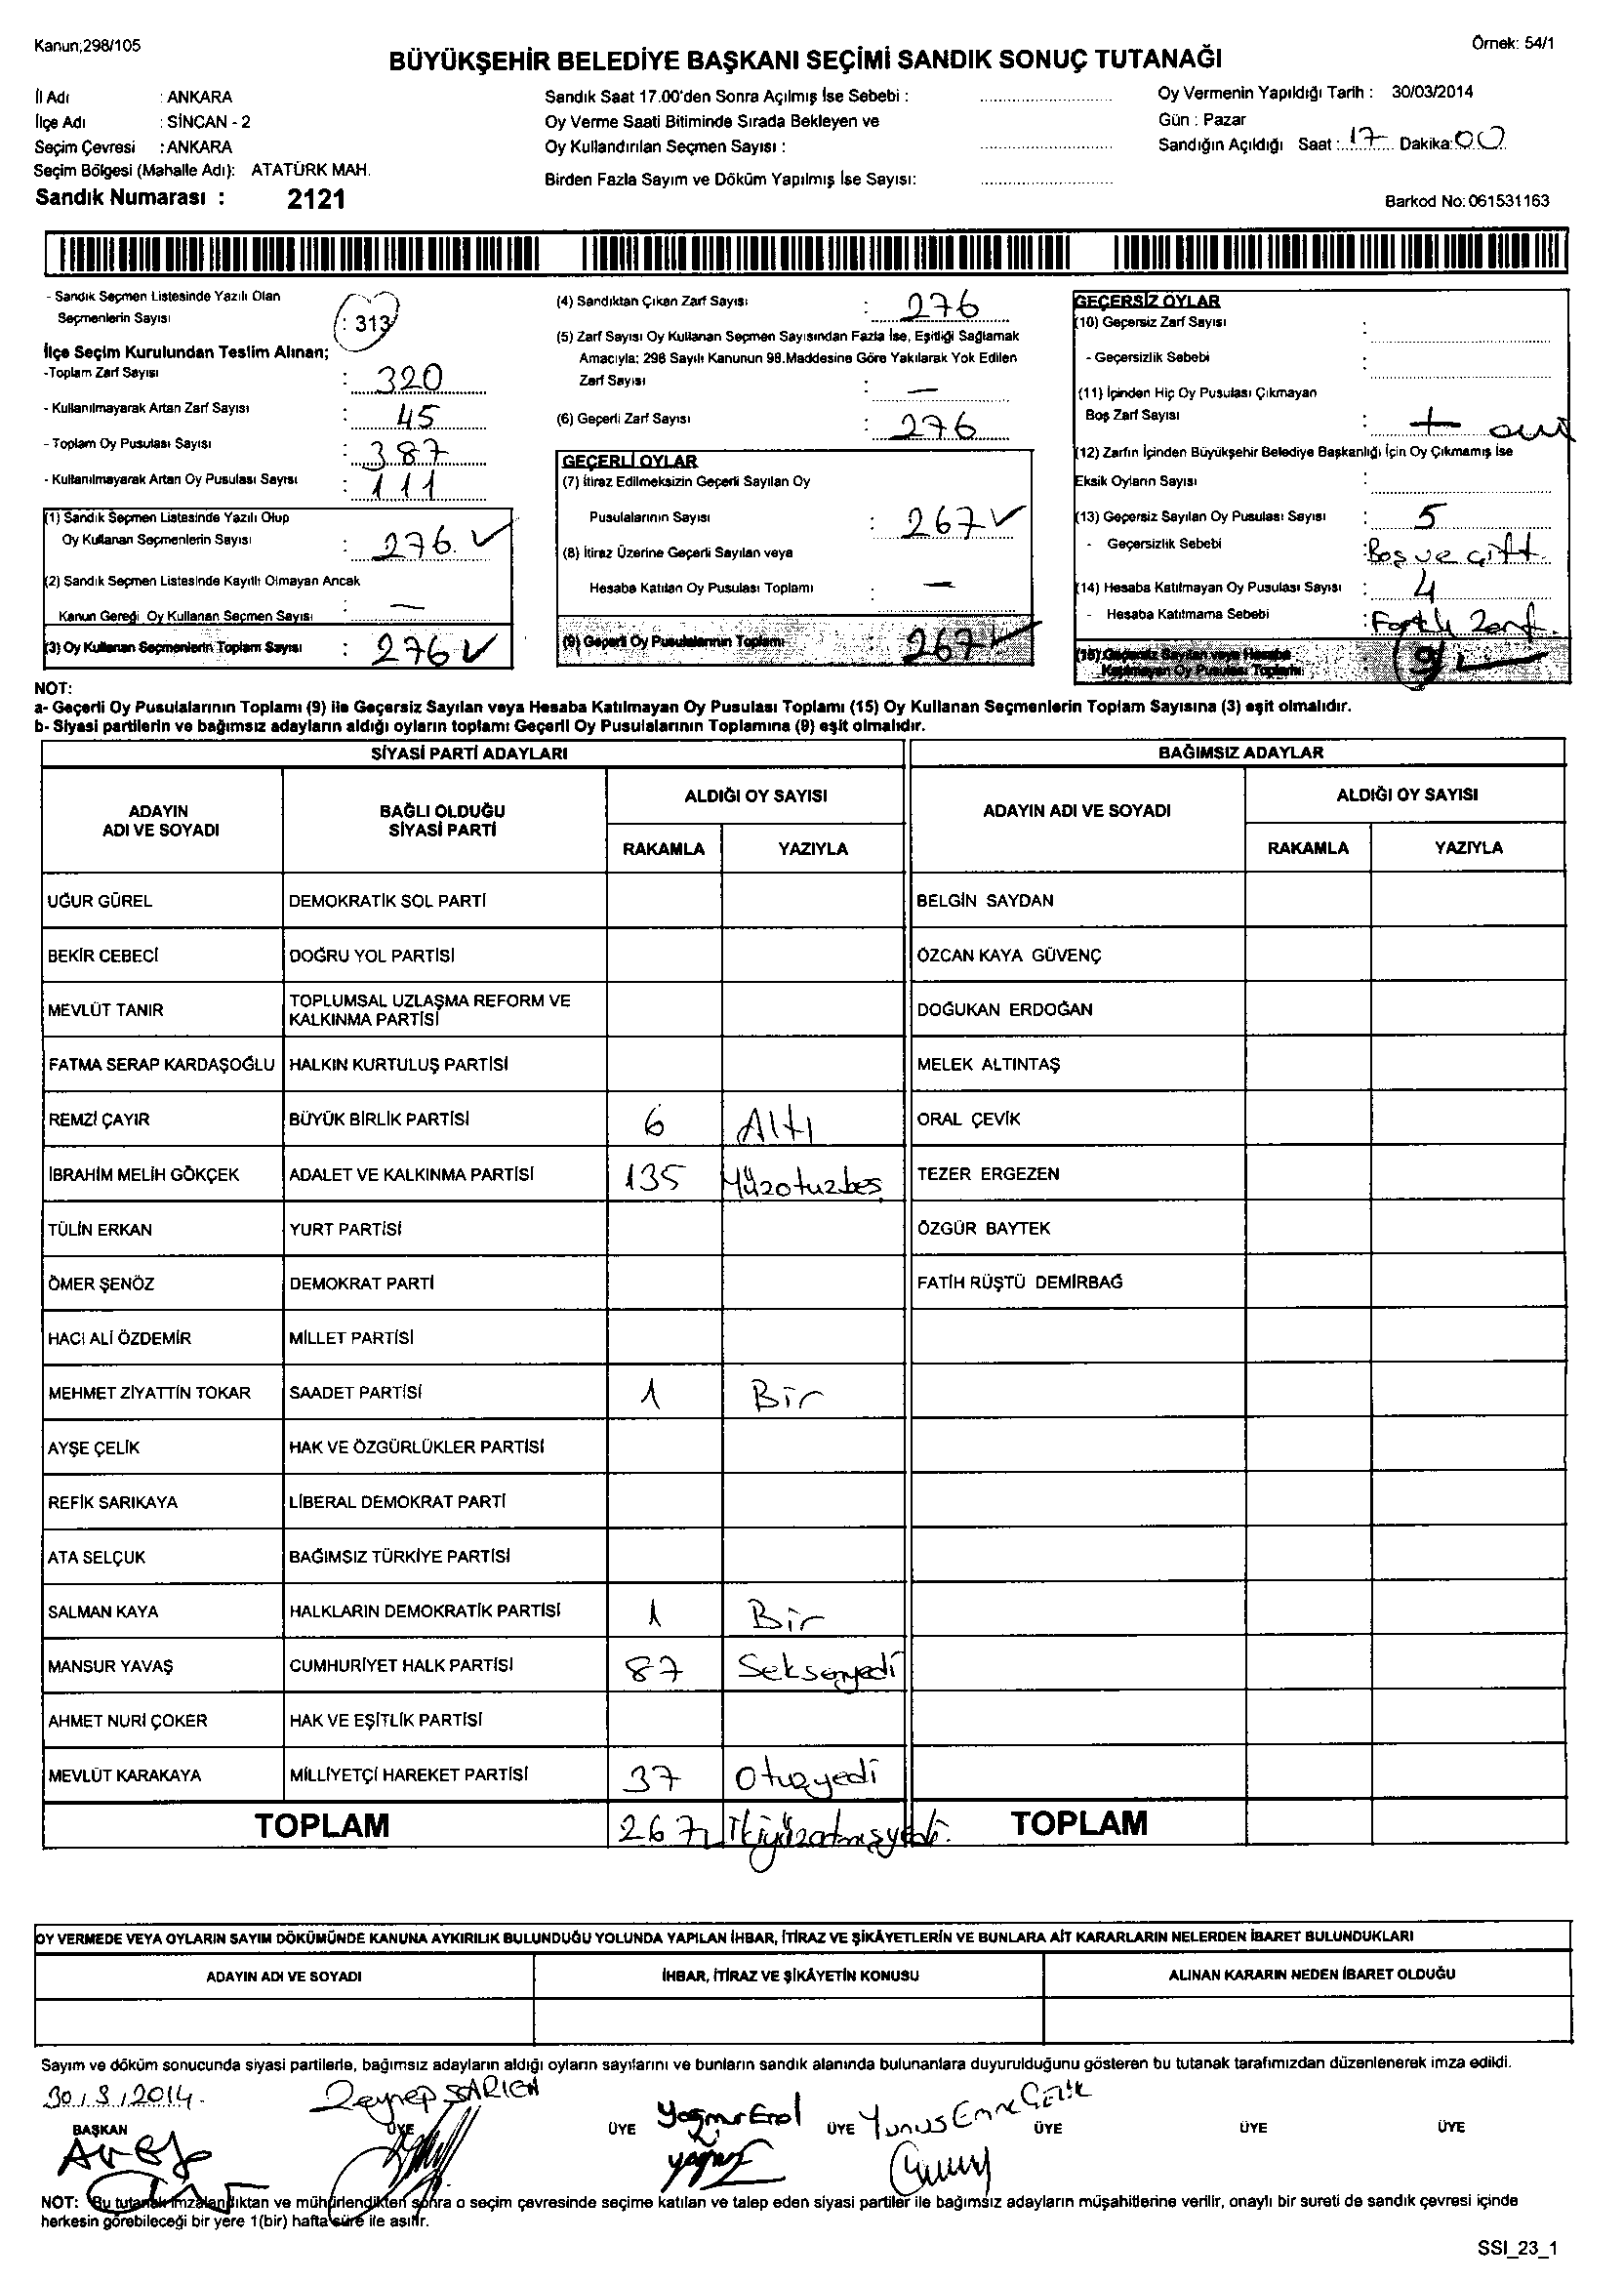 Kanun;298/105
Örnek: 54/1
BÜYÜKŞEHİR BELEDİYE BAŞKANI SEÇİMİ SANDIK SONUÇ TUTANAĞI
İl Adı : ANKARA
İlçe Adı : SİNCAN - 2
Seçim Çevresi : ANKARA
Seçim Bölgesi (Mahalle Adı): ATATÜRK MAH.
Sandık Numarası : 2121
Sandık Saat 17.00'den Sonra Açılmış İse Sebebi :
Oy Verme Saati Bitiminde Sırada Bekleyen ve
Oy Kullandırılan Seçmen Sayısı :
Birden Fazla Sayım ve Döküm Yapılmış İse Sayısı:
Oy Vermenin Yapıldığı Tarih : 30/03/2014
Gün : Pazar
Sandığın Açıldığı Saat : 17 Dakika: 00
Barkod No: 061531163
- Sandık Seçmen Listesinde Yazılı Olan
Seçmenlerin Sayısı : 313
İlçe Seçim Kurulundan Teslim Alınan;
-Toplam Zarf Sayısı : 320
- Kullanılmayarak Artan Zarf Sayısı : 45
- Toplam Oy Pusulası Sayısı : 387
- Kullanılmayarak Artan Oy Pusulası Sayısı : 111
(1) Sandık Seçmen Listesinde Yazılı Olup
Oy Kullanan Seçmenlerin Sayısı : 276
(2) Sandık Seçmen Listesinde Kayıtlı Olmayan Ancak
Kanun Gereği Oy Kullanan Seçmen Sayısı : —
(3) Oy Kullanan Seçmenlerin Toplam Sayısı : 276
(4) Sandıktan Çıkan Zarf Sayısı : 276
(5) Zarf Sayısı Oy Kullanan Seçmen Sayısından Fazla İse, Eşitliği Sağlamak
Amacıyla; 298 Sayılı Kanunun 98.Maddesine Göre Yakılarak Yok Edilen
Zarf Sayısı : —
(6) Geçerli Zarf Sayısı : 276
GEÇERLİ OYLAR
(7) İtiraz Edilmeksizin Geçerli Sayılan Oy
Pusulalarının Sayısı : 267
(8) İtiraz Üzerine Geçerli Sayılan veya
Hesaba Katılan Oy Pusulası Toplamı : —
(9) Geçerli Oy Pusulalarının Toplamı : 267
GEÇERSİZ OYLAR
(10) Geçersiz Zarf Sayısı :
- Geçersizlik Sebebi :
(11) İçinden Hiç Oy Pusulası Çıkmayan
Boş Zarf Sayısı :
(12) Zarfın İçinden Büyükşehir Belediye Başkanlığı İçin Oy Çıkmamış İse
Eksik Oyların Sayısı :
(13) Geçersiz Sayılan Oy Pusulası Sayısı : 5
- Geçersizlik Sebebi : Boş ve çift.
(14) Hesaba Katılmayan Oy Pusulası Sayısı : 4
- Hesaba Katılmama Sebebi : Farklı Zarf.
(15) Geçersiz Sayılan veya Hesaba
Katılmayan Oy Pusulası Toplamı : 9
NOT:
a- Geçerli Oy Pusulalarının Toplamı (9) ile Geçersiz Sayılan veya Hesaba Katılmayan Oy Pusulası Toplamı (15) Oy Kullanan Seçmenlerin Toplam Sayısına (3) eşit olmalıdır.
b- Siyasi partilerin ve bağımsız adayların aldığı oyların toplamı Geçerli Oy Pusulalarının Toplamına (9) eşit olmalıdır.
SİYASİ PARTİ ADAYLARI BAĞIMSIZ ADAYLAR
ADAYIN ADI VE SOYADI BAĞLI OLDUĞU SİYASİ PARTİ ALDIĞI OY SAYISI ADAYIN ADI VE SOYADI ALDIĞI OY SAYISI
RAKAMLA YAZIYLA RAKAMLA YAZIYLA
UĞUR GÜREL DEMOKRATİK SOL PARTİ BELGİN SAYDAN
BEKİR CEBECİ DOĞRU YOL PARTİSİ ÖZCAN KAYA GÜVENÇ
MEVLÜT TANIR TOPLUMSAL UZLAŞMA REFORM VE KALKINMA PARTİSİ DOĞUKAN ERDOĞAN
FATMA SERAP KARDAŞOĞLU HALKIN KURTULUŞ PARTİSİ MELEK ALTINTAŞ
REMZİ ÇAYIR BÜYÜK BİRLİK PARTİSİ 6 Altı ORAL ÇEVİK
İBRAHİM MELİH GÖKÇEK ADALET VE KALKINMA PARTİSİ 135 Yüzotuzbeş TEZER ERGEZEN
TÜLİN ERKAN YURT PARTİSİ ÖZGÜR BAYTEK
ÖMER ŞENÖZ DEMOKRAT PARTİ FATİH RÜŞTÜ DEMİRBAĞ
HACI ALİ ÖZDEMİR MİLLET PARTİSİ
MEHMET ZİYATTİN TOKAR SAADET PARTİSİ 1 Bir
AYŞE ÇELİK HAK VE ÖZGÜRLÜKLER PARTİSİ
REFİK SARIKAYA LİBERAL DEMOKRAT PARTİ
ATA SELÇUK BAĞIMSIZ TÜRKİYE PARTİSİ
SALMAN KAYA HALKLARIN DEMOKRATİK PARTİSİ 1 Bir
MANSUR YAVAŞ CUMHURİYET HALK PARTİSİ 87 Seksenyedi
AHMET NURİ ÇOKER HAK VE EŞİTLİK PARTİSİ
MEVLÜT KARAKAYA MİLLİYETÇİ HAREKET PARTİSİ 37 Otuzyedi
TOPLAM 267 İkiyüzatmışyedi. TOPLAM
OY VERMEDE VEYA OYLARIN SAYIM DÖKÜMÜNDE KANUNA AYKIRILIK BULUNDUĞU YOLUNDA YAPILAN İHBAR, İTİRAZ VE ŞİKÂYETLERİN VE BUNLARA AİT KARARLARIN NELERDEN İBARET BULUNDUKLARI
ADAYIN ADI VE SOYADI İHBAR, İTİRAZ VE ŞİKÂYETİN KONUSU ALINAN KARARIN NEDEN İBARET OLDUĞU
Sayım ve döküm sonucunda siyasi partilerle, bağımsız adayların aldığı oyların sayılarını ve bunların sandık alanında bulunanlara duyurulduğunu gösteren bu tutanak tarafımızdan düzenlenerek imza edildi.
30/3/2014.
Zeynep Yağmur Erol Yunus Emre Çelik
BAŞKAN ÜYE ÜYE ÜYE ÜYE ÜYE ÜYE
NOT: Bu tutanak imzalandıktan ve mühürlendikten sonra o seçim çevresinde seçime katılan ve talep eden siyasi partiler ile bağımsız adayların müşahitlerine verilir, onaylı bir sureti de sandık çevresi içinde
herkesin görebileceği bir yere 1(bir) hafta süre ile asılır.
SSI_23_1